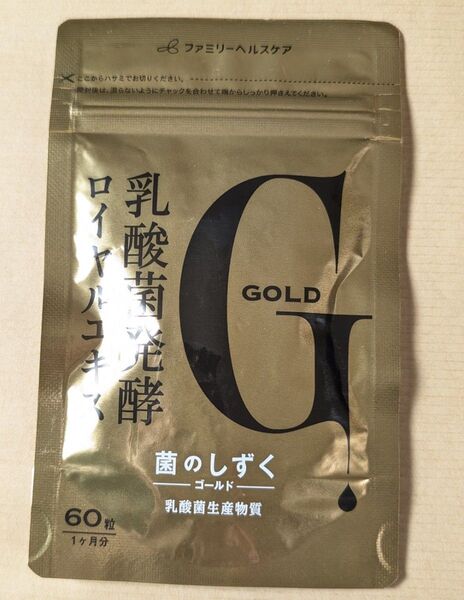 ファミリーヘルスケア
ここからハサミでお切りください。
開封後は、湿らないようにチャックを合わせて端からしっかり押さえてください。
乳酸菌発酵
ロイヤルエキス
G
GOLD
菌のしずく
ゴールド
乳酸菌生産物質
60粒
1ヶ月分